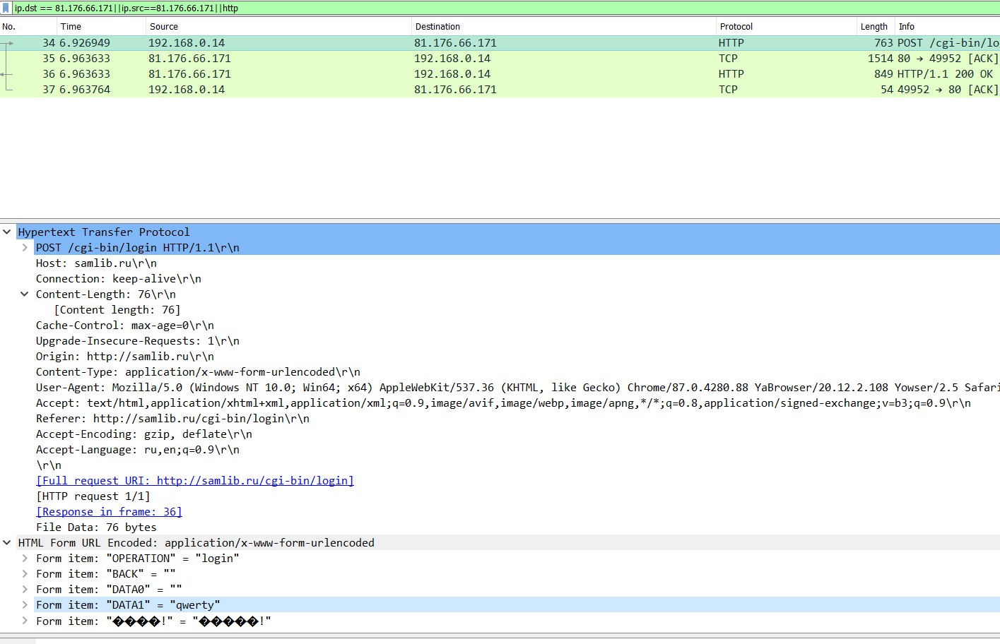 ip.dst == 81.176.66.171||ip.src==81.176.66.171||http
No. Time Source Destination Protocol Length Info
34 6.926949 192.168.0.14 81.176.66.171 HTTP 763 POST /cgi-bin/lo
35 6.963633 81.176.66.171 192.168.0.14 TCP 1514 80 → 49952 [ACK]
36 6.963633 81.176.66.171 192.168.0.14 HTTP 849 HTTP/1.1 200 OK
37 6.963764 192.168.0.14 81.176.66.171 TCP 54 49952 → 80 [ACK]
Hypertext Transfer Protocol
POST /cgi-bin/login HTTP/1.1\r\n
Host: samlib.ru\r\n
Connection: keep-alive\r\n
Content-Length: 76\r\n
[Content length: 76]
Cache-Control: max-age=0\r\n
Upgrade-Insecure-Requests: 1\r\n
Origin: http://samlib.ru\r\n
Content-Type: application/x-www-form-urlencoded\r\n
User-Agent: Mozilla/5.0 (Windows NT 10.0; Win64; x64) AppleWebKit/537.36 (KHTML, like Gecko) Chrome/87.0.4280.88 YaBrowser/20.12.2.108 Yowser/2.5 Safari
Accept: text/html,application/xhtml+xml,application/xml;q=0.9,image/avif,image/webp,image/apng,*/*;q=0.8,application/signed-exchange;v=b3;q=0.9\r\n
Referer: http://samlib.ru/cgi-bin/login\r\n
Accept-Encoding: gzip, deflate\r\n
Accept-Language: ru,en;q=0.9\r\n
\r\n
[Full request URI: http://samlib.ru/cgi-bin/login]
[HTTP request 1/1]
[Response in frame: 36]
File Data: 76 bytes
HTML Form URL Encoded: application/x-www-form-urlencoded
Form item: "OPERATION" = "login"
Form item: "BACK" = ""
Form item: "DATA0" = ""
Form item: "DATA1" = "qwerty"
Form item: "����!" = "�����!"